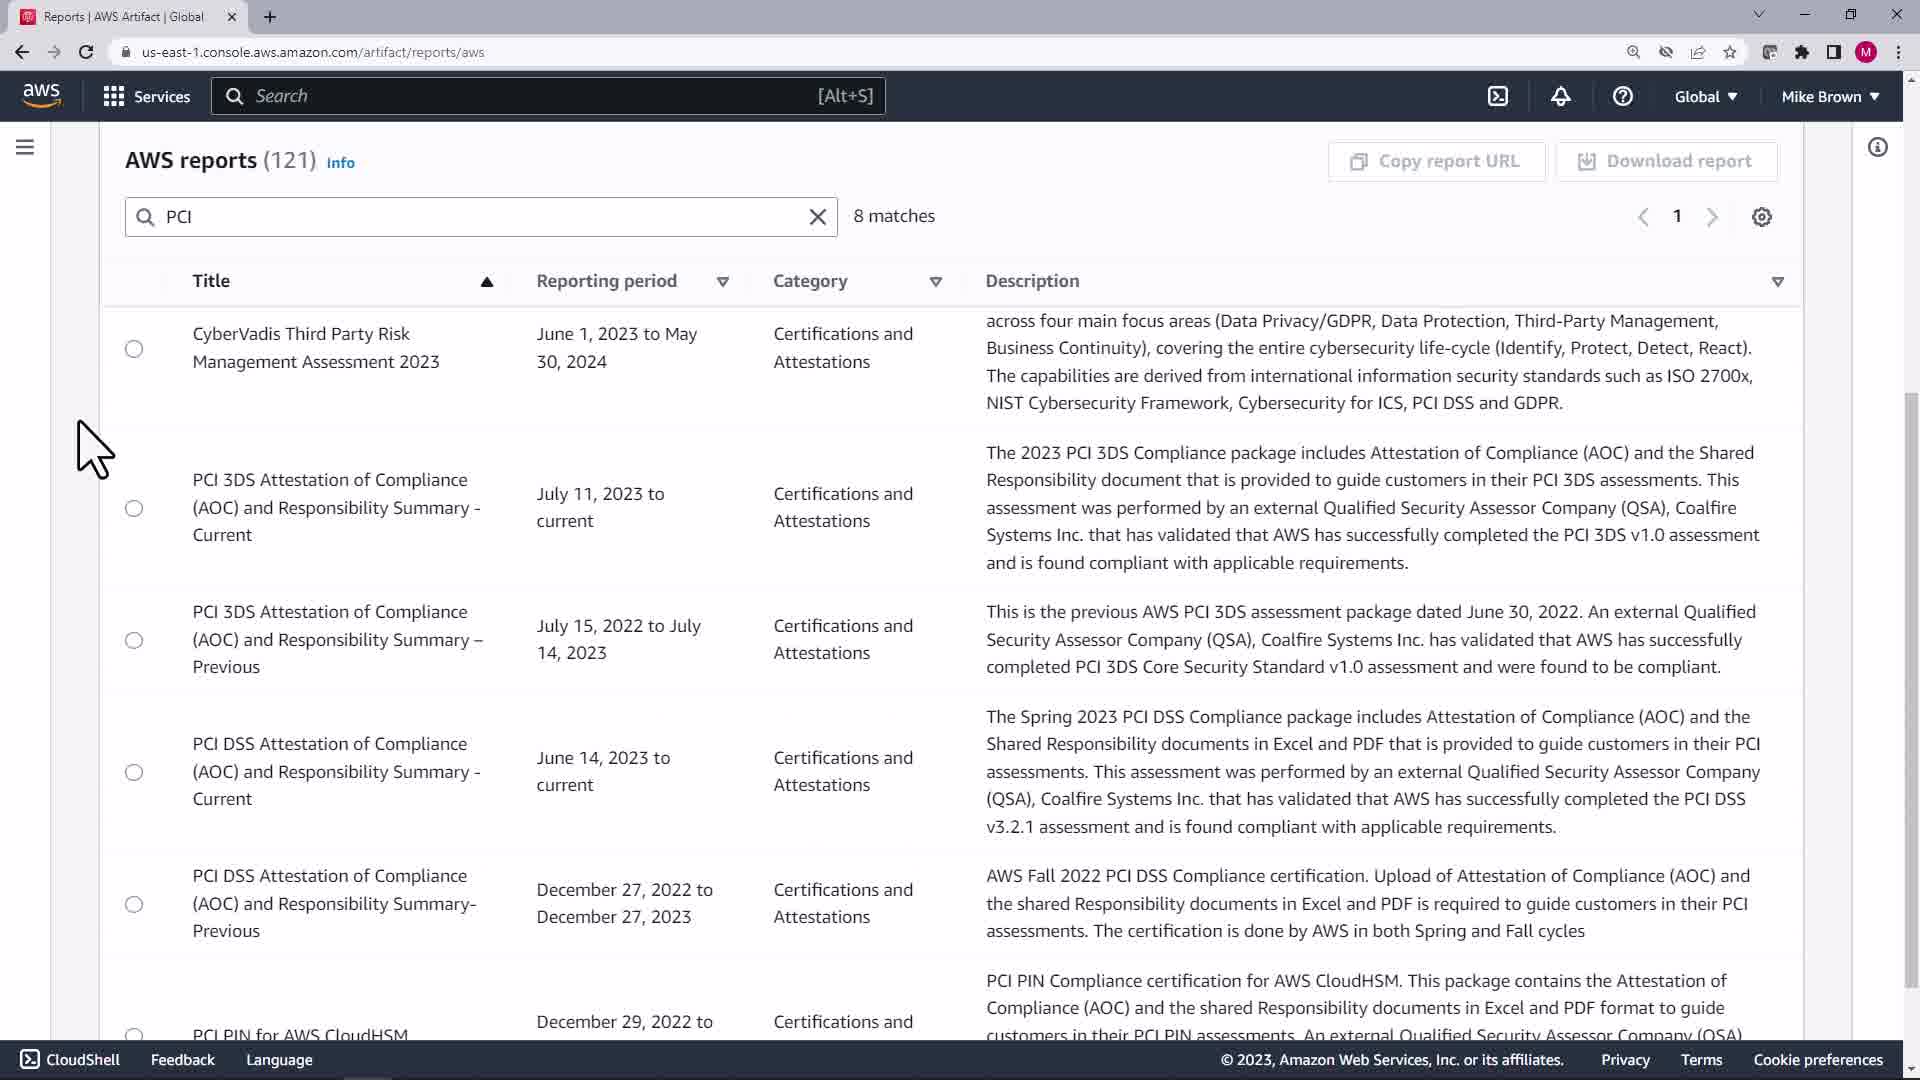 Reports | AWS Artifact | Global
us-east-1.console.aws.amazon.com/artifact/reports/aws
M
aws
Services
Search
[Alt+S]
Global
Mike Brown
AWS reports (121) Info
Copy report URL
Download report
PCI
8 matches
1
Title
Reporting period
Category
Description
CyberVadis Third Party Risk
Management Assessment 2023
June 1, 2023 to May
30, 2024
Certifications and
Attestations
across four main focus areas (Data Privacy/GDPR, Data Protection, Third-Party Management,
Business Continuity), covering the entire cybersecurity life-cycle (Identify, Protect, Detect, React).
The capabilities are derived from international information security standards such as ISO 2700x,
NIST Cybersecurity Framework, Cybersecurity for ICS, PCI DSS and GDPR.
PCI 3DS Attestation of Compliance
(AOC) and Responsibility Summary -
Current
July 11, 2023 to
current
Certifications and
Attestations
The 2023 PCI 3DS Compliance package includes Attestation of Compliance (AOC) and the Shared
Responsibility document that is provided to guide customers in their PCI 3DS assessments. This
assessment was performed by an external Qualified Security Assessor Company (QSA), Coalfire
Systems Inc. that has validated that AWS has successfully completed the PCI 3DS v1.0 assessment
and is found compliant with applicable requirements.
PCI 3DS Attestation of Compliance
(AOC) and Responsibility Summary –
Previous
July 15, 2022 to July
14, 2023
Certifications and
Attestations
This is the previous AWS PCI 3DS assessment package dated June 30, 2022. An external Qualified
Security Assessor Company (QSA), Coalfire Systems Inc. has validated that AWS has successfully
completed PCI 3DS Core Security Standard v1.0 assessment and were found to be compliant.
PCI DSS Attestation of Compliance
(AOC) and Responsibility Summary -
Current
June 14, 2023 to
current
Certifications and
Attestations
The Spring 2023 PCI DSS Compliance package includes Attestation of Compliance (AOC) and the
Shared Responsibility documents in Excel and PDF that is provided to guide customers in their PCI
assessments. This assessment was performed by an external Qualified Security Assessor Company
(QSA), Coalfire Systems Inc. that has validated that AWS has successfully completed the PCI DSS
v3.2.1 assessment and is found compliant with applicable requirements.
PCI DSS Attestation of Compliance
(AOC) and Responsibility Summary-
Previous
December 27, 2022 to
December 27, 2023
Certifications and
Attestations
AWS Fall 2022 PCI DSS Compliance certification. Upload of Attestation of Compliance (AOC) and
the shared Responsibility documents in Excel and PDF is required to guide customers in their PCI
assessments. The certification is done by AWS in both Spring and Fall cycles
PCI PIN for AWS CloudHSM
December 29, 2022 to
Certifications and
PCI PIN Compliance certification for AWS CloudHSM. This package contains the Attestation of
Compliance (AOC) and the shared Responsibility documents in Excel and PDF format to guide
customers in their PCI PIN assessments. An external Qualified Security Assessor Company (QSA)
CloudShell
Feedback
Language
© 2023, Amazon Web Services, Inc. or its affiliates.
Privacy
Terms
Cookie preferences